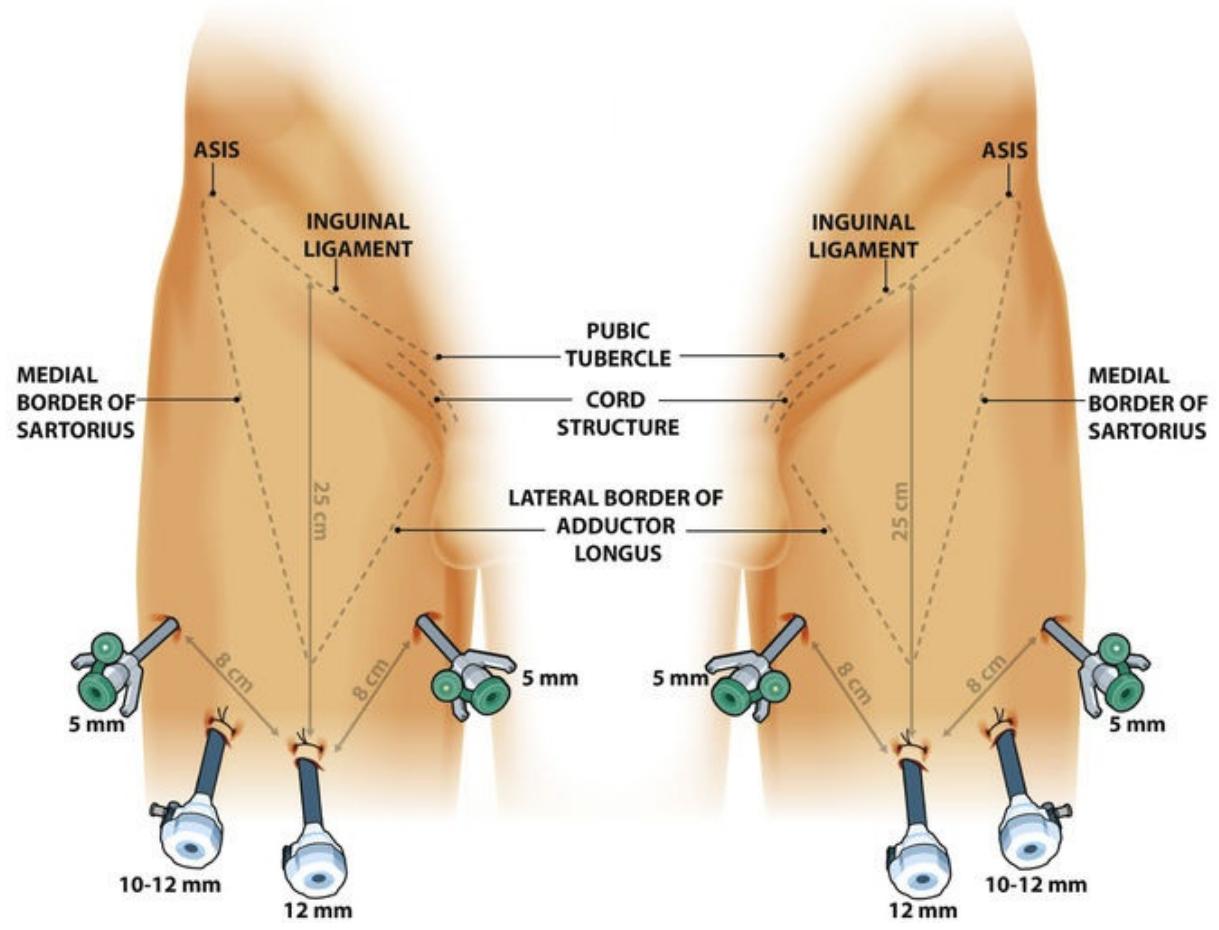 ASIS
ASIS
INGUINAL
LIGAMENT
INGUINAL
LIGAMENT
PUBIC
TUBERCLE
MEDIAL
BORDER OF
SARTORIUS
CORD
STRUCTURE
MEDIAL
BORDER OF
SARTORIUS
25 cm
LATERAL BORDER OF
ADDUCTOR
LONGUS
25 cm
8 cm
8 cm
8 cm
8 cm
5 mm
5 mm
5 mm
5 mm
10-12 mm
12 mm
12 mm
10-12 mm